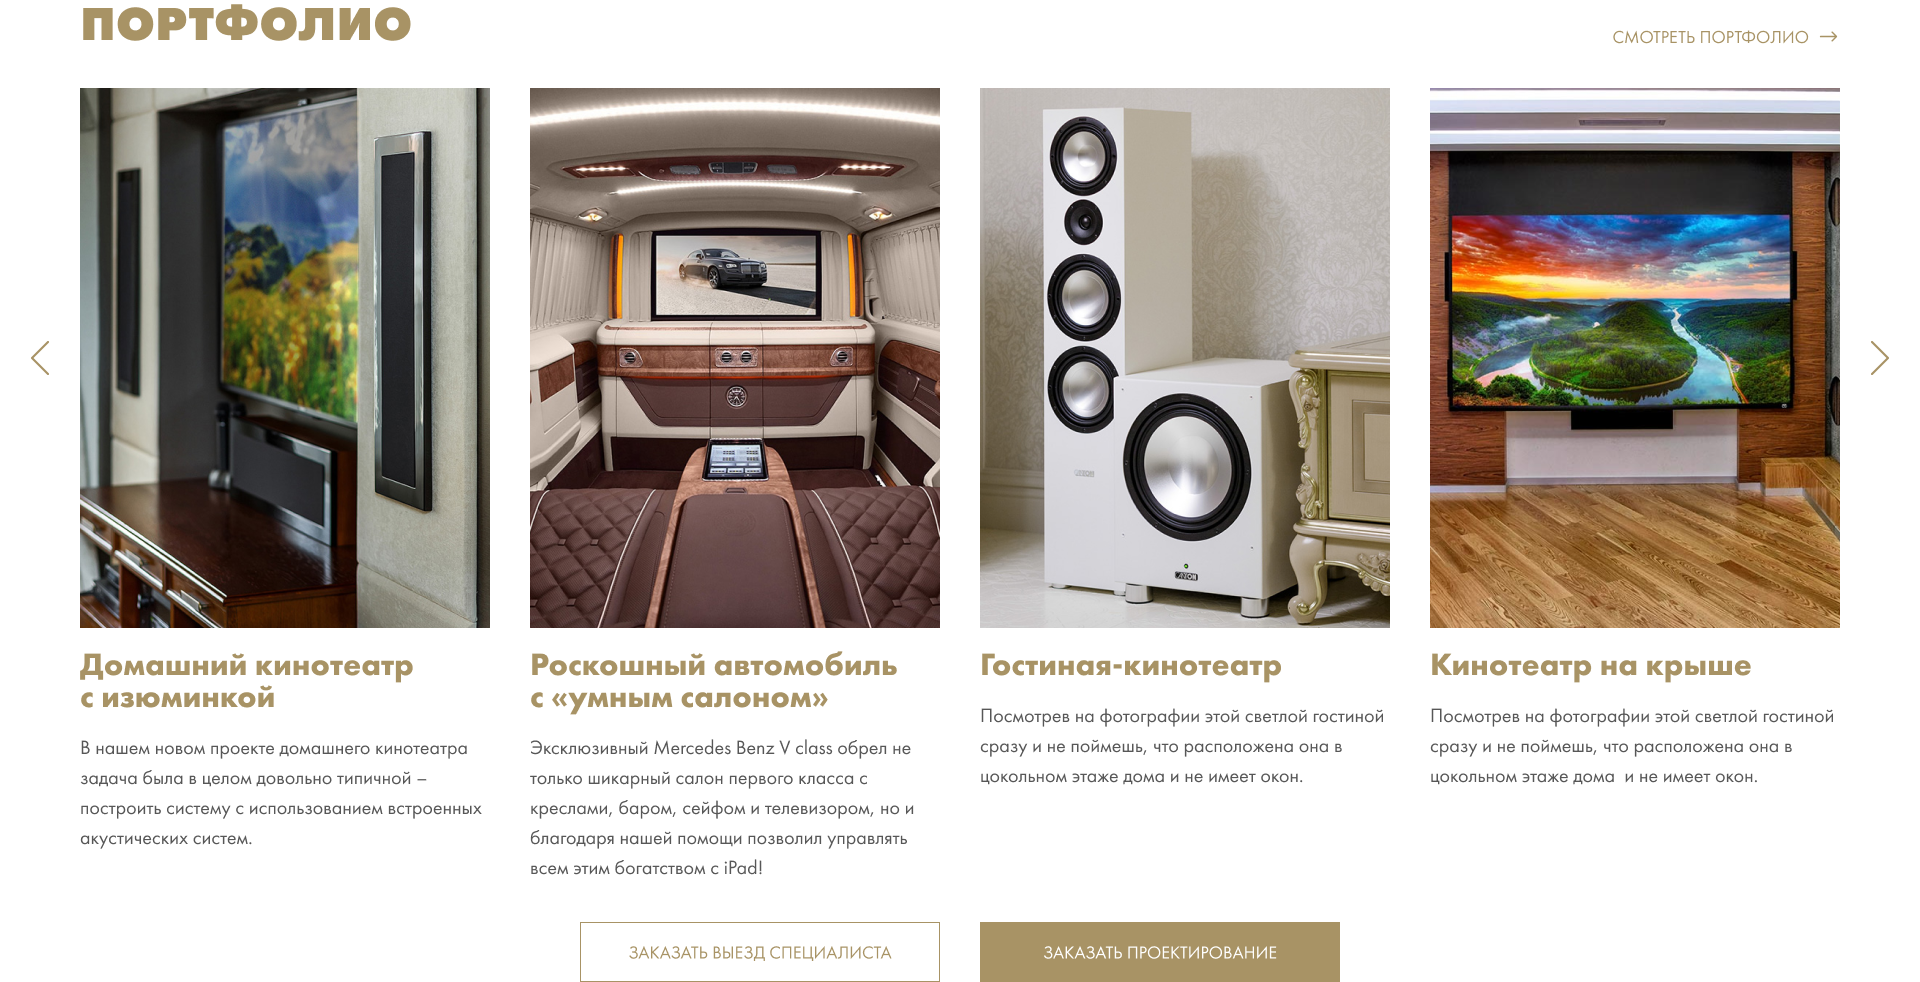 ПОРТФОЛИО
СМОТРЕТЬ ПОРТФОЛИО →
CANTON
Домашний кинотеатр
с изюминкой
В нашем новом проекте домашнего кинотеатра
задача была в целом довольно типичной –
построить систему с использованием встроенных
акустических систем.
Роскошный автомобиль
с «умным салоном»
Эксклюзивный Mercedes Benz V class обрел не
только шикарный салон первого класса с
креслами, баром, сейфом и телевизором, но и
благодаря нашей помощи позволил управлять
всем этим богатством с iPad!
Гостиная-кинотеатр
Посмотрев на фотографии этой светлой гостиной
сразу и не поймешь, что расположена она в
цокольном этаже дома и не имеет окон.
Кинотеатр на крыше
Посмотрев на фотографии этой светлой гостиной
сразу и не поймешь, что расположена она в
цокольном этаже дома  и не имеет окон.
ЗАКАЗАТЬ ВЫЕЗД СПЕЦИАЛИСТА
ЗАКАЗАТЬ ПРОЕКТИРОВАНИЕ